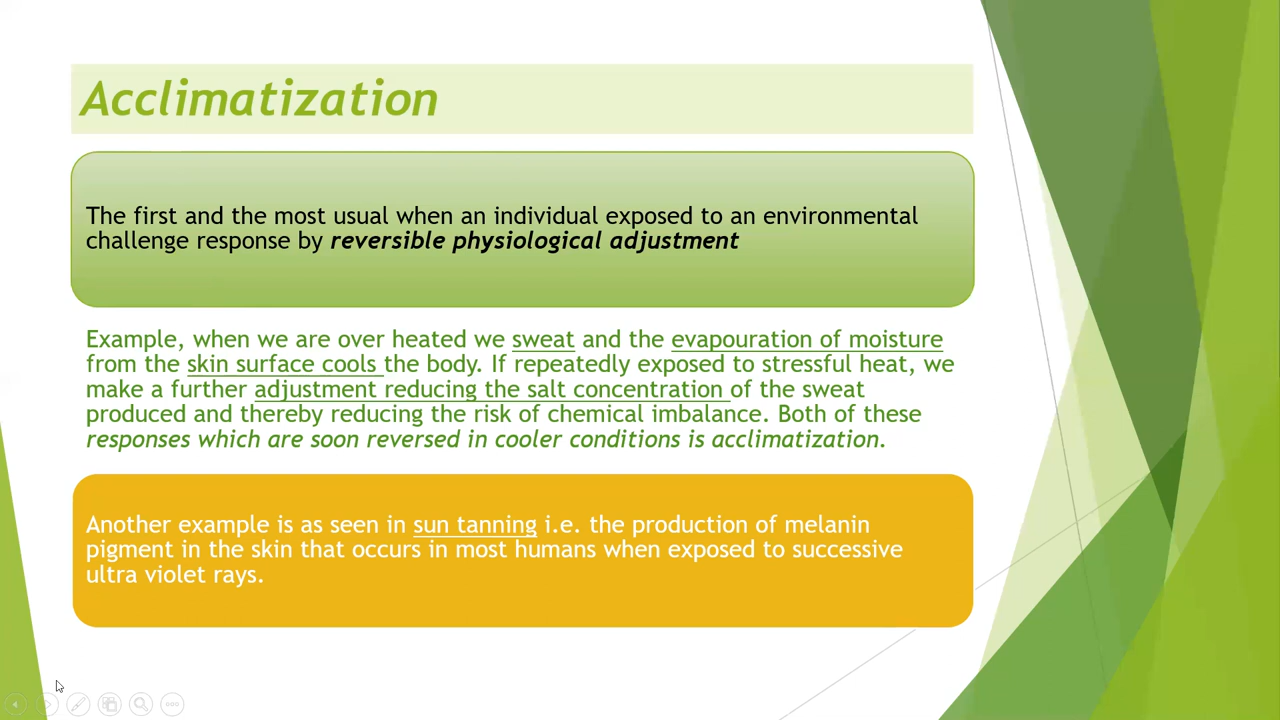 Acclimatization
The first and the most usual when an individual exposed to an environmental
challenge response by reversible physiological adjustment
Example, when we are over heated we sweat and the evapouration of moisture
from the skin surface cools the body. If repeatedly exposed to stressful heat, we
make a further adjustment reducing the salt concentration of the sweat
produced and thereby reducing the risk of chemical imbalance. Both of these
responses which are soon reversed in cooler conditions is acclimatization.
Another example is as seen in sun tanning i.e. the production of melanin
pigment in the skin that occurs in most humans when exposed to successive
ultra violet rays.